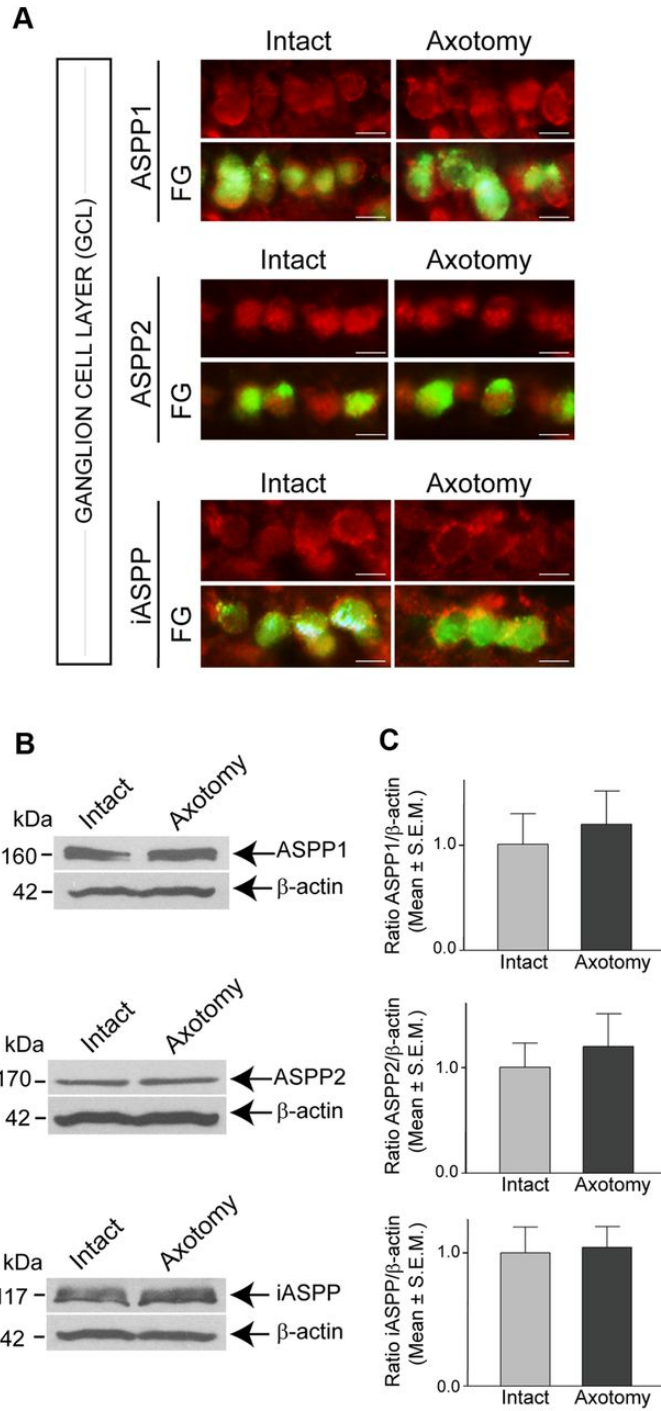 A
Intact Axotomy
GANGLION CELL LAYER (GCL)
ASPP1
FG
Intact Axotomy
ASPP2
FG
Intact Axotomy
iASPP
FG
B
kDa Intact Axotomy
160 ASPP1
42 β-actin
kDa Intact Axotomy
170 ASPP2
42 β-actin
kDa Intact Axotomy
117 iASPP
42 β-actin
C
Ratio ASPP1/β-actin
(Mean ± S.E.M.)
1.0
0.0
Intact Axotomy
Ratio ASPP2/β-actin
(Mean ± S.E.M.)
1.0
0.0
Intact Axotomy
Ratio iASPP/β-actin
(Mean ± S.E.M.)
1.0
0.0
Intact Axotomy